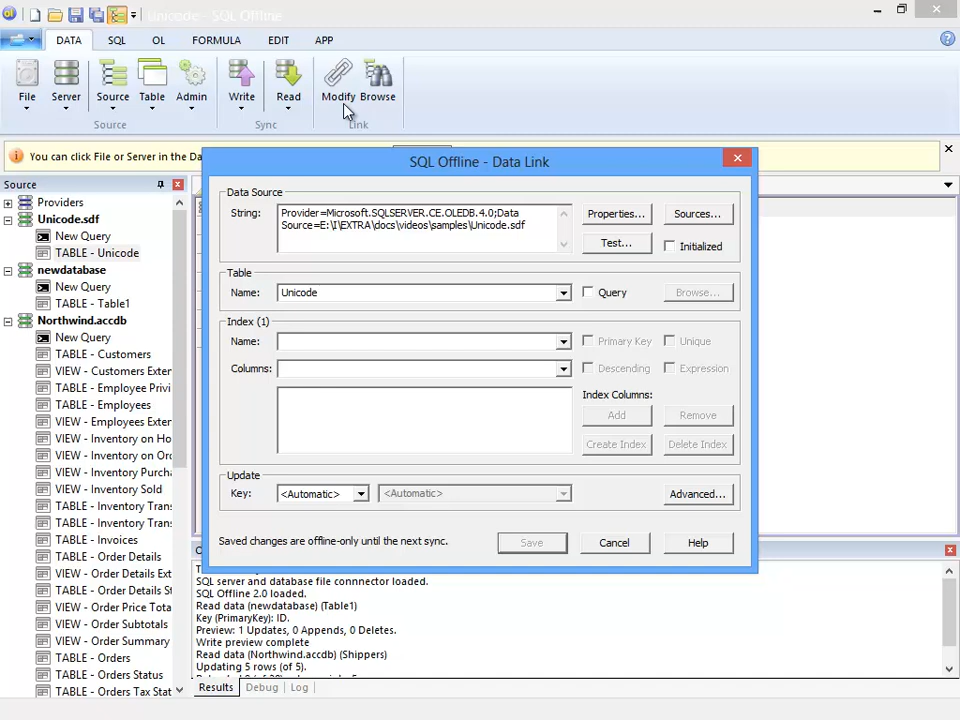 Unicode - SQL Offline
DATA SQL OL FORMULA EDIT APP
File Server Source Table Admin Write Read Modify Browse
Source Sync Link
You can click File or Server in the Da
Source
Providers
Unicode.sdf
New Query
TABLE - Unicode
newdatabase
New Query
TABLE - Table1
Northwind.accdb
New Query
TABLE - Customers
VIEW - Customers Exten
TABLE - Employee Privi
TABLE - Employees
VIEW - Employees Exter
VIEW - Inventory on Ho
VIEW - Inventory on Or
VIEW - Inventory Purcha
VIEW - Inventory Sold
TABLE - Inventory Trans
TABLE - Inventory Trans
TABLE - Invoices
TABLE - Order Details
VIEW - Order Details Ext
TABLE - Order Details St
VIEW - Order Price Tota
VIEW - Order Subtotals
VIEW - Order Summary
TABLE - Orders
TABLE - Orders Status
TABLE - Orders Tax Stat
SQL Offline - Data Link
Data Source
String: Provider=Microsoft.SQLSERVER.CE.OLEDB.4.0;Data
Source=E:\I\EXTRA\docs\videos\samples\Unicode.sdf
Properties... Sources...
Test... Initialized
Table
Name: Unicode Query Browse...
Index (1)
Name: Primary Key Unique
Columns: Descending Expression
Index Columns:
Add Remove
Create Index Delete Index
Update
Key: <Automatic> <Automatic> Advanced...
Saved changes are offline-only until the next sync. Save Cancel Help
SQL server and database file connnector loaded.
SQL Offline 2.0 loaded.
Read data (newdatabase) (Table1)
Key (PrimaryKey): ID.
Preview: 1 Updates, 0 Appends, 0 Deletes.
Write preview complete
Read data (Northwind.accdb) (Shippers)
Updating 5 rows (of 5).
Results Debug Log